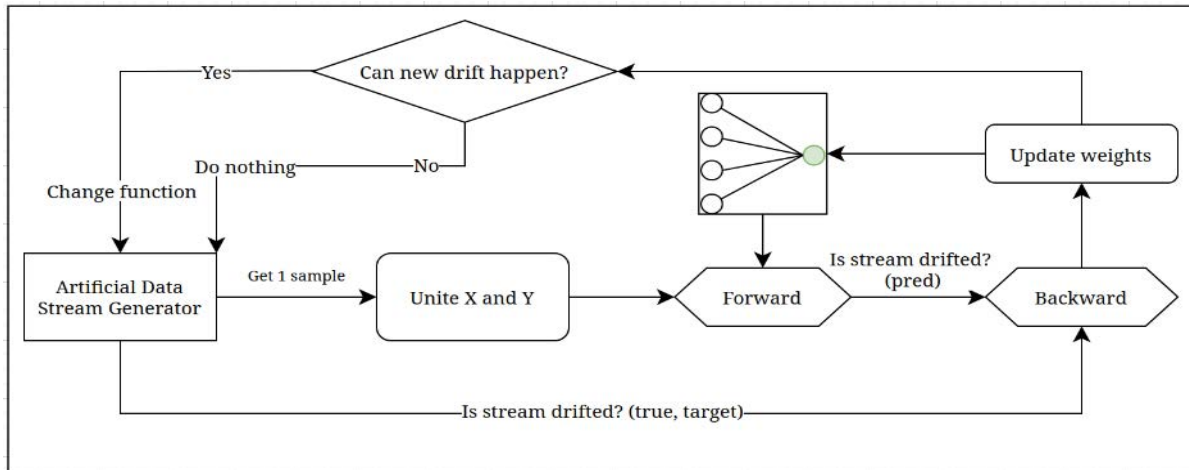 Can new drift happen?
Yes
No
Do nothing
Change function
Update weights
Artificial Data
Stream Generator
Get 1 sample
Unite X and Y
Forward
Is stream drifted?
(pred)
Backward
Is stream drifted? (true, target)